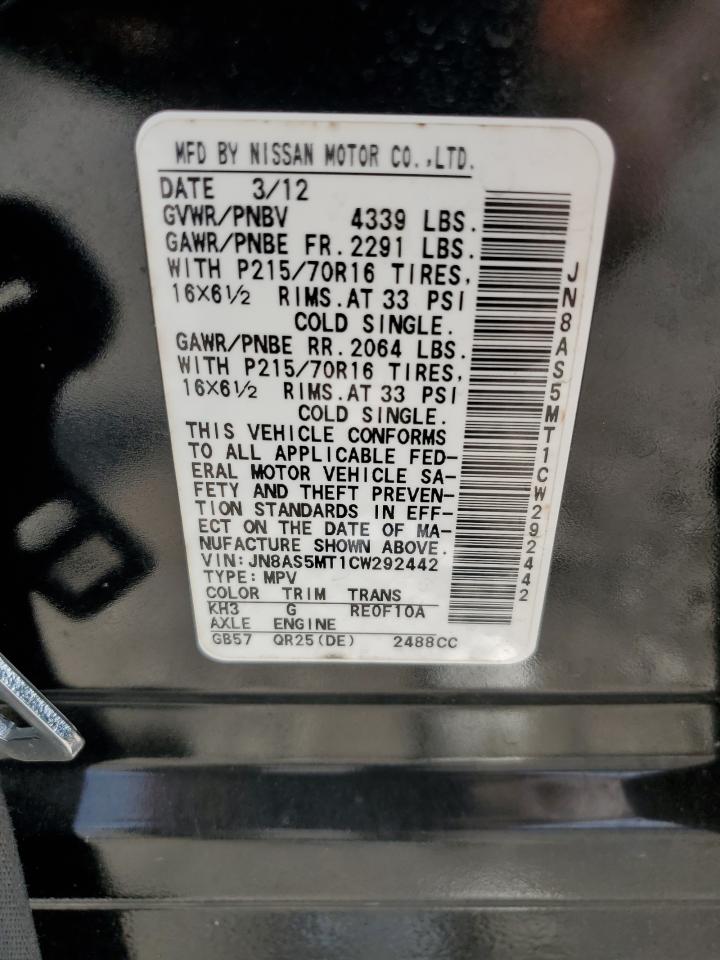 MFD BY NISSAN MOTOR CO.,LTD.
DATE 3/12
GVWR/PNBV 4339 LBS.
GAWR/PNBE FR.2291 LBS.
WITH P215/70R16 TIRES,
16X6½ RIMS.AT 33 PSI
COLD SINGLE.
GAWR/PNBE RR.2064 LBS.
WITH P215/70R16 TIRES,
16X6½ RIMS.AT 33 PSI
COLD SINGLE.
THIS VEHICLE CONFORMS
TO ALL APPLICABLE FED-
ERAL MOTOR VEHICLE SA-
FETY AND THEFT PREVEN-
TION STANDARDS IN EFF-
ECT ON THE DATE OF MA-
NUFACTURE SHOWN ABOVE.
VIN:JN8AS5MT1CW292442
TYPE:MPV
COLOR TRIM TRANS
KH3 G RE0F10A
AXLE ENGINE
GB57 QR25(DE) 2488CC
JN8AS5MT1CW292442